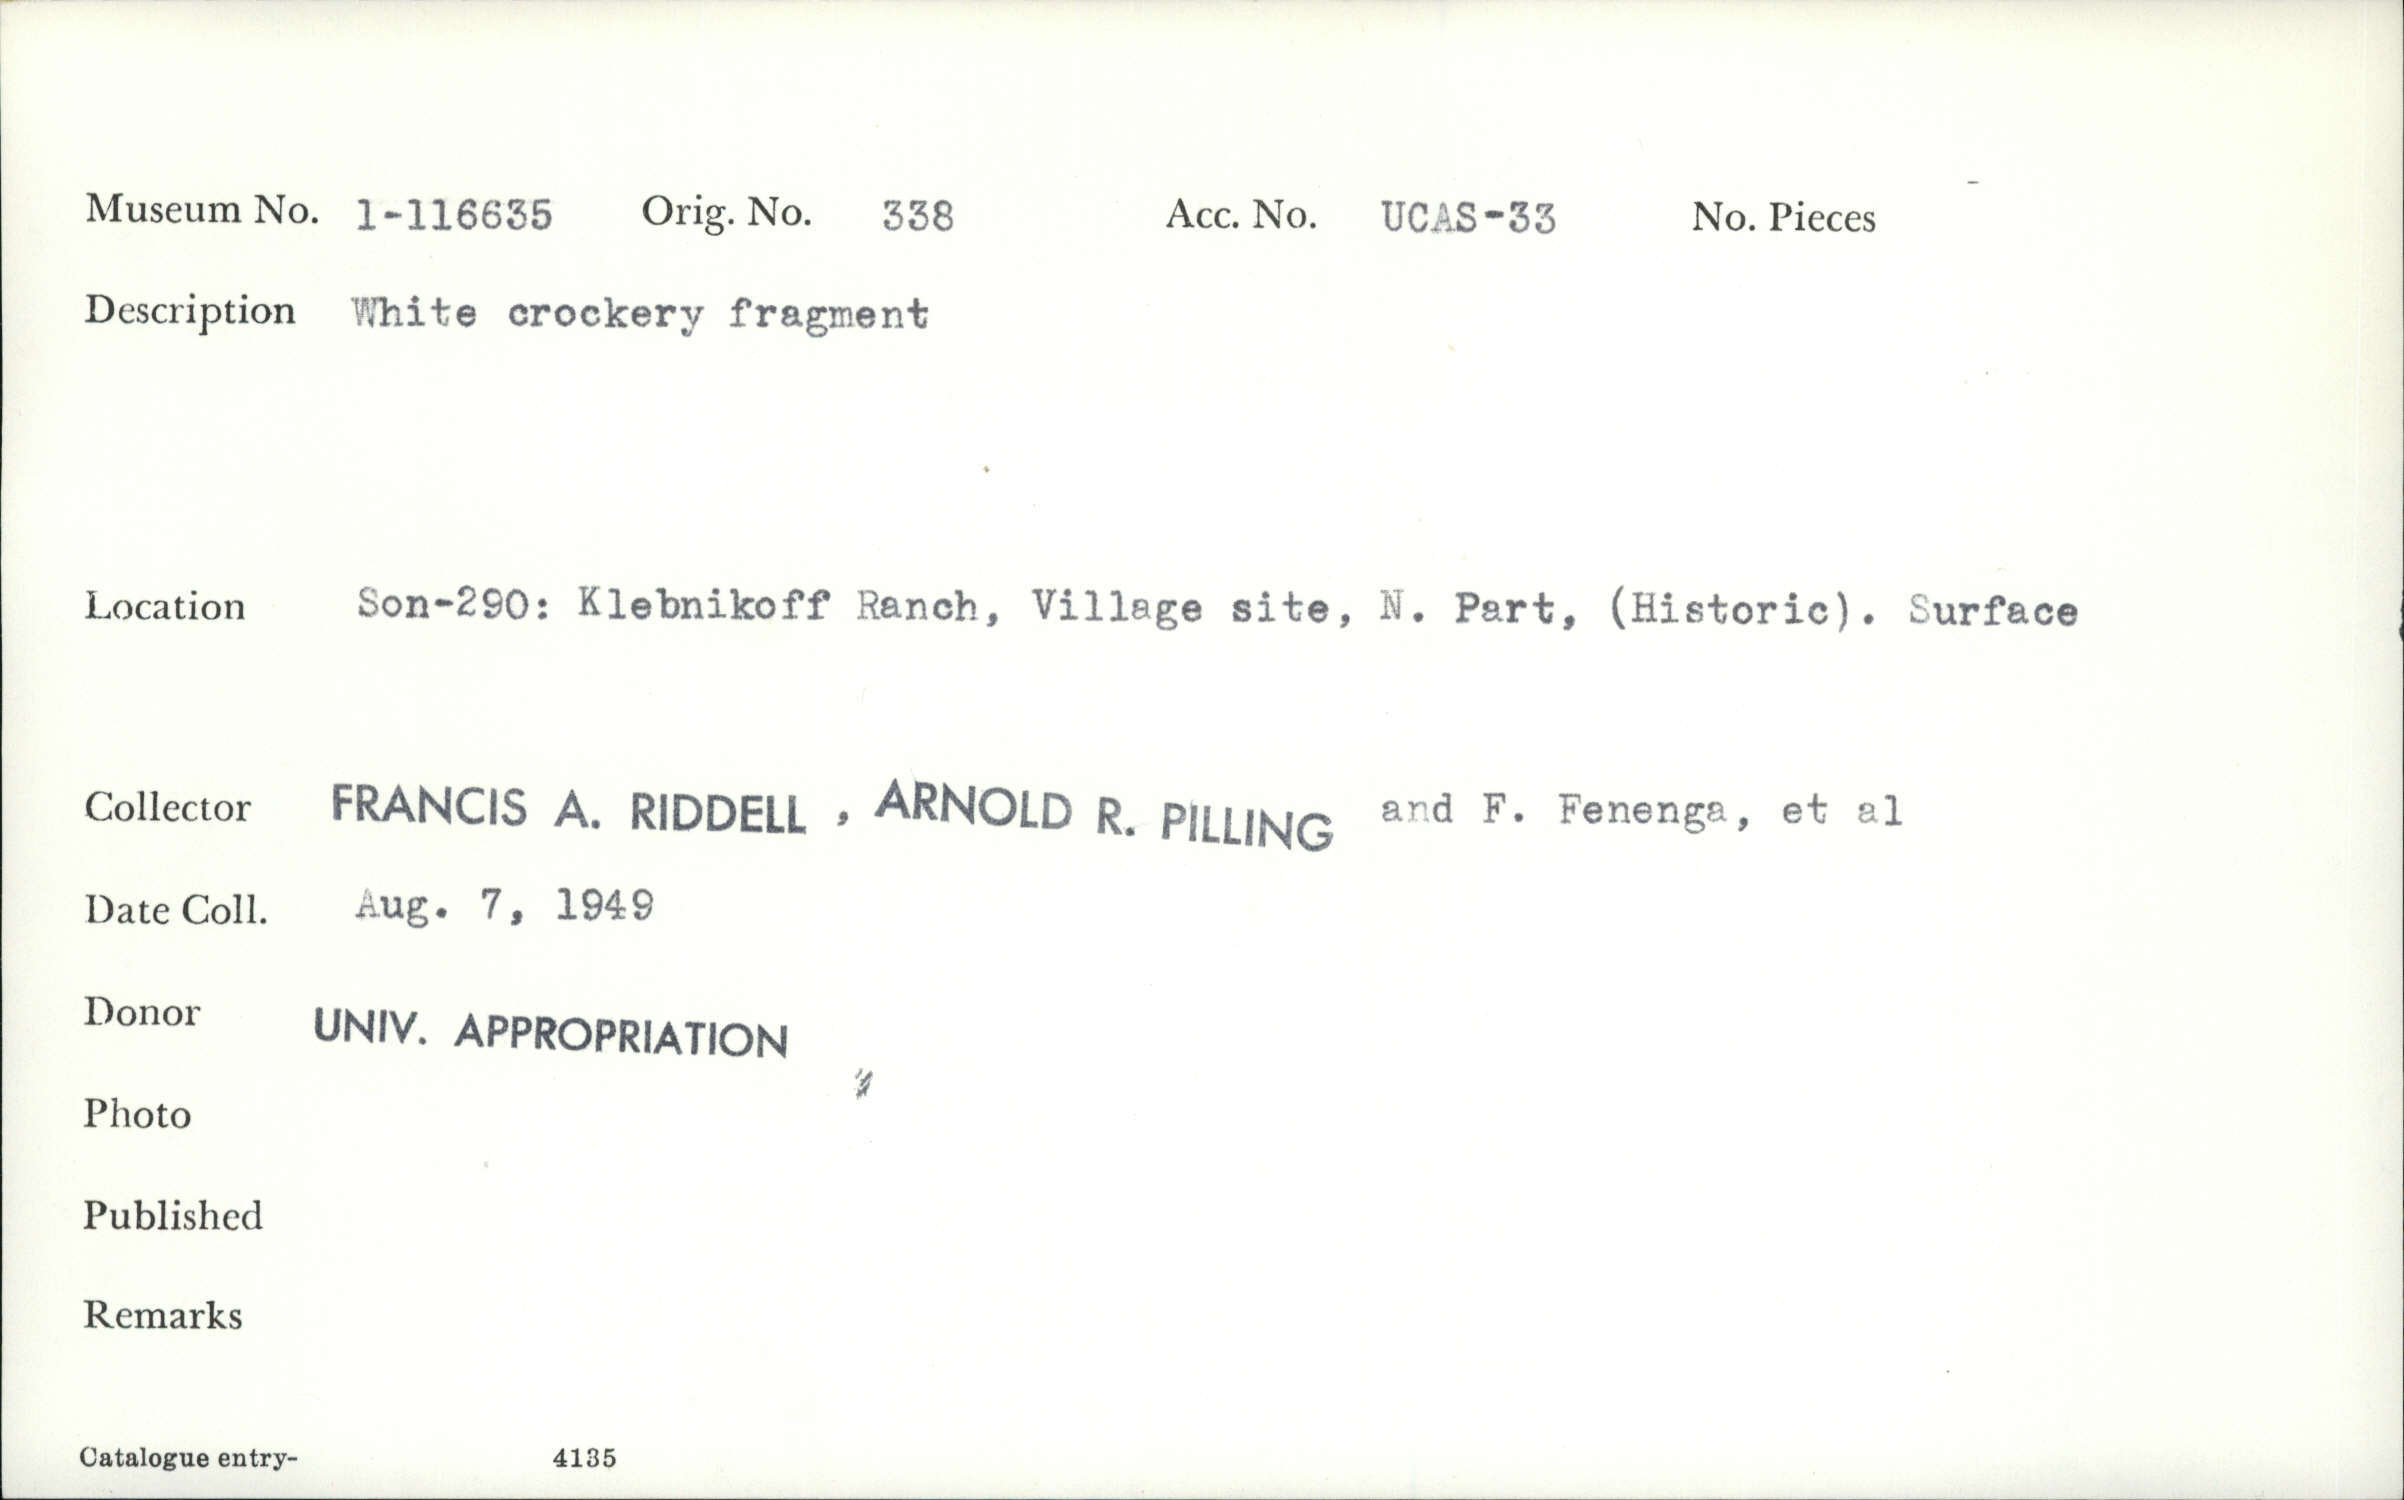 Museum No. 1-116635 Orig. No. 338 Acc. No. UCAS-33 No. Pieces
Description White crockery fragment
Location Son-290: Klebnikoff Ranch, Village site, N. Part, (Historic). Surface
Collector FRANCIS A. RIDDELL , ARNOLD R. PILLING and F. Fenenga, et al
Date Coll. Aug. 7, 1949
Donor UNIV. APPROPRIATION
Photo
Published
Remarks
Catalogue entry- 4135